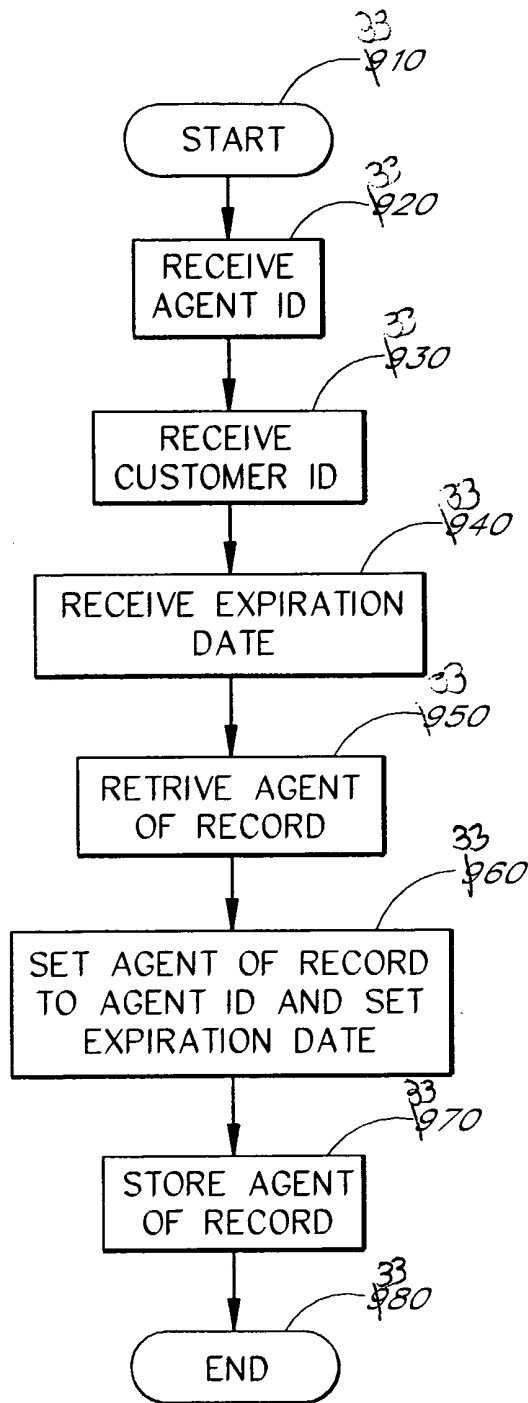 33
910
START
33
920
RECEIVE
AGENT ID
33
930
RECEIVE
CUSTOMER ID
33
940
RECEIVE EXPIRATION
DATE
33
950
RETRIVE AGENT
OF RECORD
33
960
SET AGENT OF RECORD
TO AGENT ID AND SET
EXPIRATION DATE
33
970
STORE AGENT
OF RECORD
33
980
END